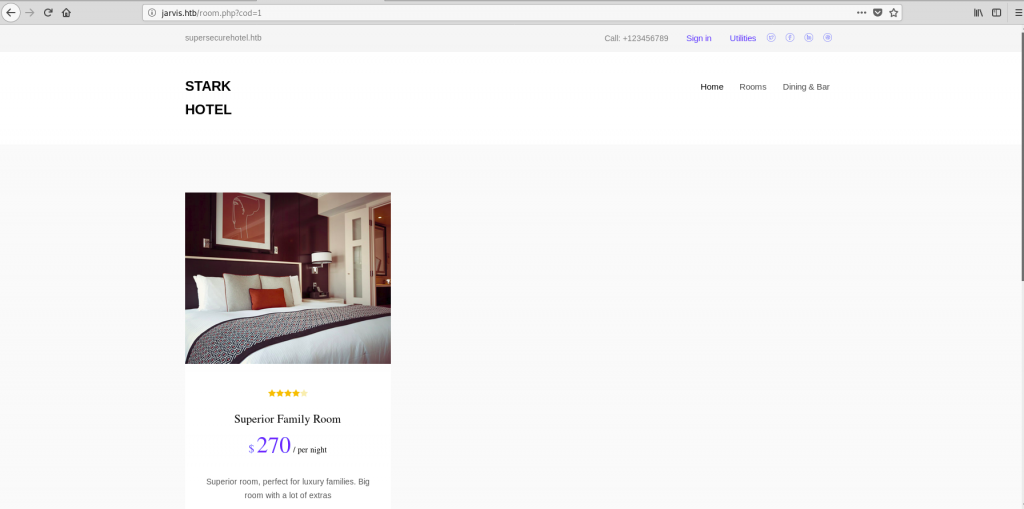 jarvis.htb/room.php?cod=1
supersecurehotel.htb
Call: +123456789 Sign in Utilities
STARK
HOTEL
Home Rooms Dining & Bar
Superior Family Room
$ 270 / per night
Superior room, perfect for luxury families. Big
room with a lot of extras